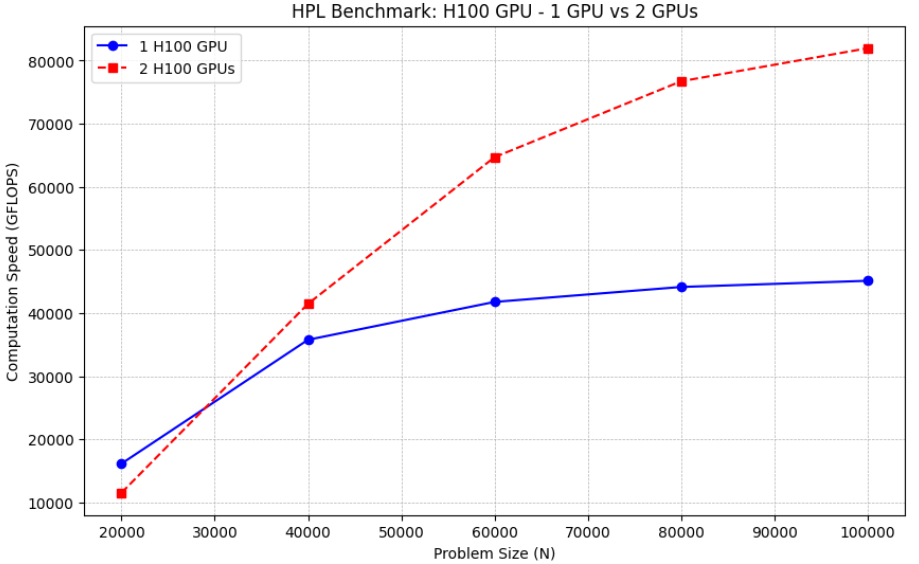 HPL Benchmark: H100 GPU - 1 GPU vs 2 GPUs
1 H100 GPU
2 H100 GPUs
Computation Speed (GFLOPS)
80000
70000
60000
50000
40000
30000
20000
10000
20000 30000 40000 50000 60000 70000 80000 90000 100000
Problem Size (N)